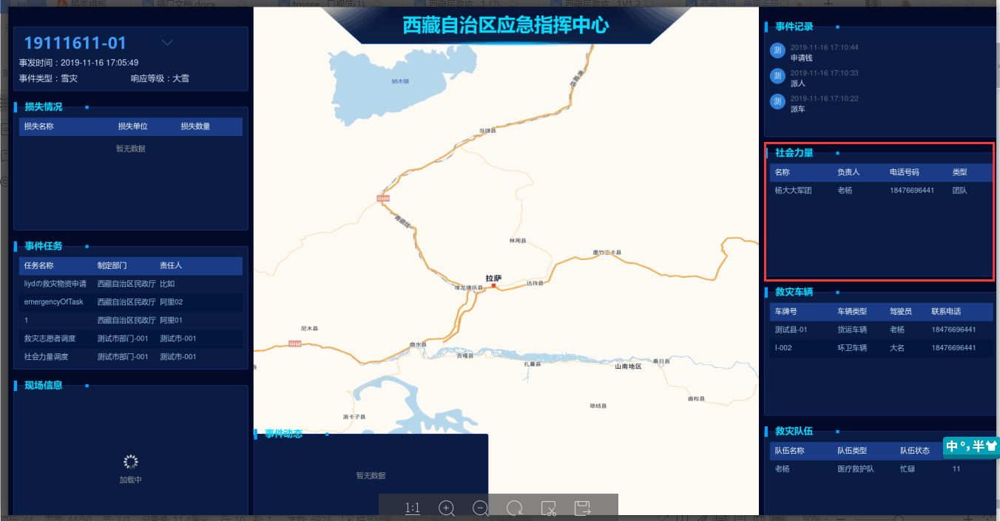 西藏自治区应急指挥中心
19111611-01
事发时间：2019-11-16 17:05:49
事件类型：雪灾 响应等级：大雪
损失情况
损失名称 损失单位 损失数量
暂无数据
事件任务
任务名称 制定部门 责任人
liydの救灾物资申请 西藏自治区民政厅 比如
emergencyOfTask 西藏自治区民政厅 阿里02
1 西藏自治区民政厅 阿里01
救灾志愿者调度 测试市部门-001 测试市-001
社会力量调度 测试市部门-001 测试市-001
现场信息
加载中
纳木错
当雄县
G109
青藏线
林周县
墨竹工卡县
拉萨
堆龙德庆县
达孜县
尼木县
G318
曲水县
贡嘎县
扎囊县
山南地区
桑日县
曲松县
琼结县
浪卡子县
事件动态
暂无数据
1:1
事件记录
测 2019-11-16 17:10:44
申请钱
测 2019-11-16 17:10:33
派人
测 2019-11-16 17:10:22
派车
社会力量
名称 负责人 电话号码 类型
杨大大军团 老杨 18476696441 团队
救灾车辆
车牌号 车辆类型 驾驶员 联系电话
测试县-01 货运车辆 老杨 18476696441
I-002 环卫车辆 大名 18476696441
救灾队伍
队伍名称 队伍类型 队伍状态
老杨 医疗救护队 忙碌 11
中°，半